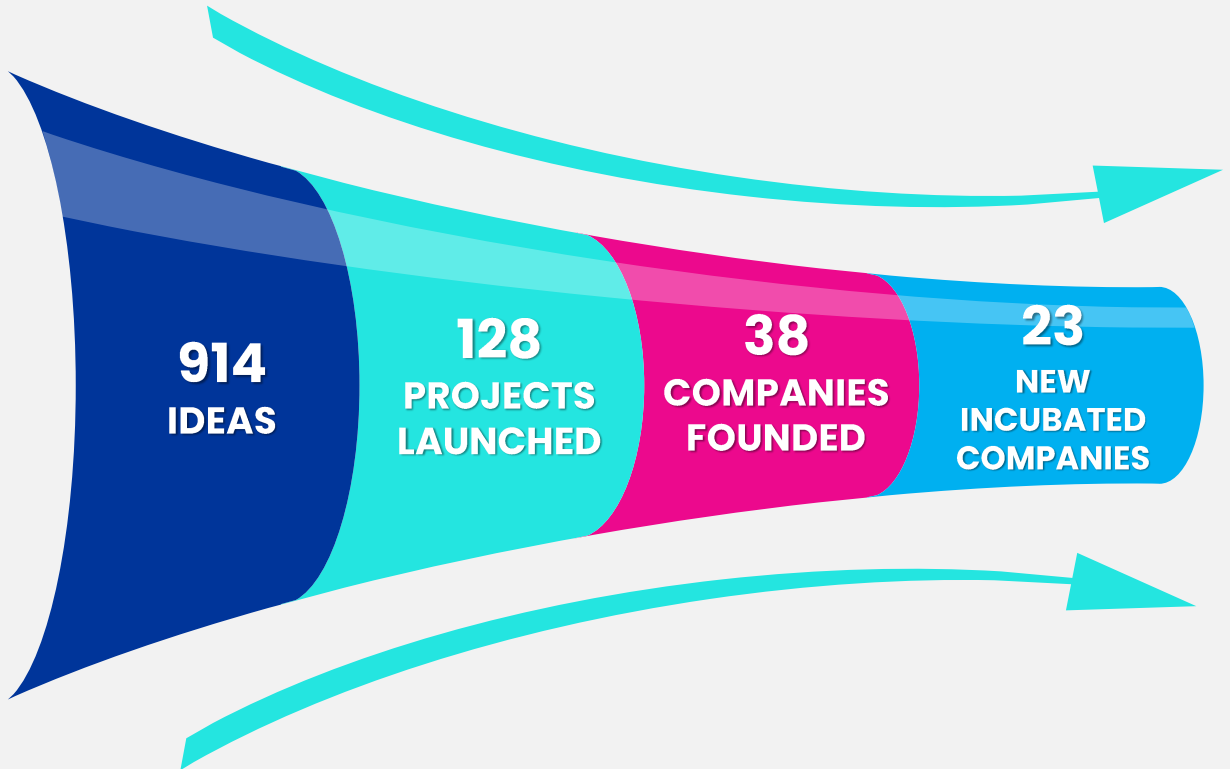 914
IDEAS
128
PROJECTS
LAUNCHED
38
COMPANIES
FOUNDED
23
NEW
INCUBATED
COMPANIES